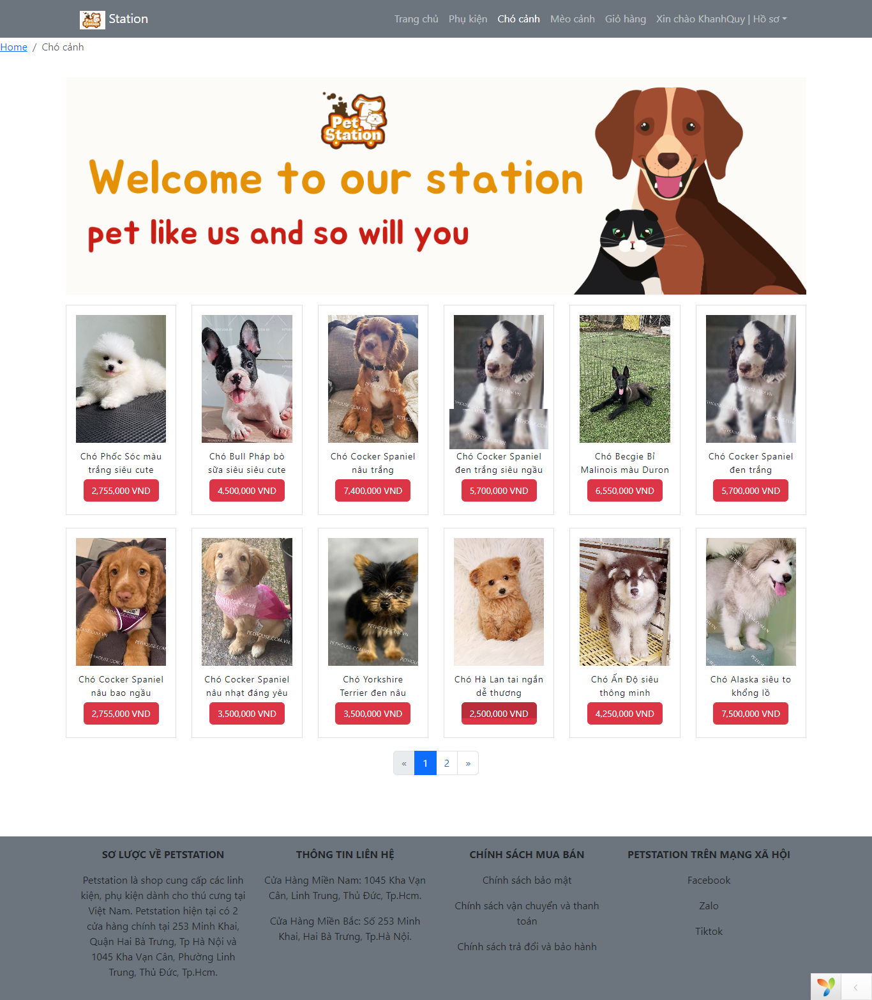 Station
Trang chủ
Phụ kiện
Chó cảnh
Mèo cảnh
Giỏ hàng
Xin chào KhanhQuy | Hồ sơ
Home / Chó cảnh
Pet Station
Welcome to our station
pet like us and so will you
Chó Phốc Sóc màu
trắng siêu cute
2,755,000 VND
Chó Bull Pháp bò
sữa siêu siêu cute
4,500,000 VND
Chó Cocker Spaniel
nâu trắng
7,400,000 VND
Chó Cocker Spaniel
đen trắng siêu ngầu
5,700,000 VND
Chó Becgie Bỉ
Malinois màu Duron
6,550,000 VND
Chó Cocker Spaniel
đen trắng
5,700,000 VND
Chó Cocker Spaniel
nâu bao ngầu
2,755,000 VND
Chó Cocker Spaniel
nâu nhạt đáng yêu
3,500,000 VND
Chó Yorkshire
Terrier đen nâu
3,500,000 VND
Chó Hà Lan tai ngắn
dễ thương
2,500,000 VND
Chó Ấn Độ siêu
thông minh
4,250,000 VND
Chó Alaska siêu to
khổng lồ
7,500,000 VND
« 1 2 »
SƠ LƯỢC VỀ PETSTATION
Petstation là shop cung cấp các linh
kiện, phụ kiện dành cho thú cưng tại
Việt Nam. Petstation hiện tại có 2
cửa hàng chính tại 253 Minh Khai,
Quận Hai Bà Trưng, Tp Hà Nội và
1045 Kha Vạn Cân, Phường Linh
Trung, Thủ Đức, Tp.Hcm.
THÔNG TIN LIÊN HỆ
Cửa Hàng Miền Nam: 1045 Kha Vạn
Cân, Linh Trung, Thủ Đức, Tp.Hcm.
Cửa Hàng Miền Bắc: Số 253 Minh
Khai, Hai Bà Trưng, Tp.Hà Nội.
CHÍNH SÁCH MUA BÁN
Chính sách bảo mật
Chính sách vận chuyển và thanh
toán
Chính sách trả đổi và bảo hành
PETSTATION TRÊN MẠNG XÃ HỘI
Facebook
Zalo
Tiktok